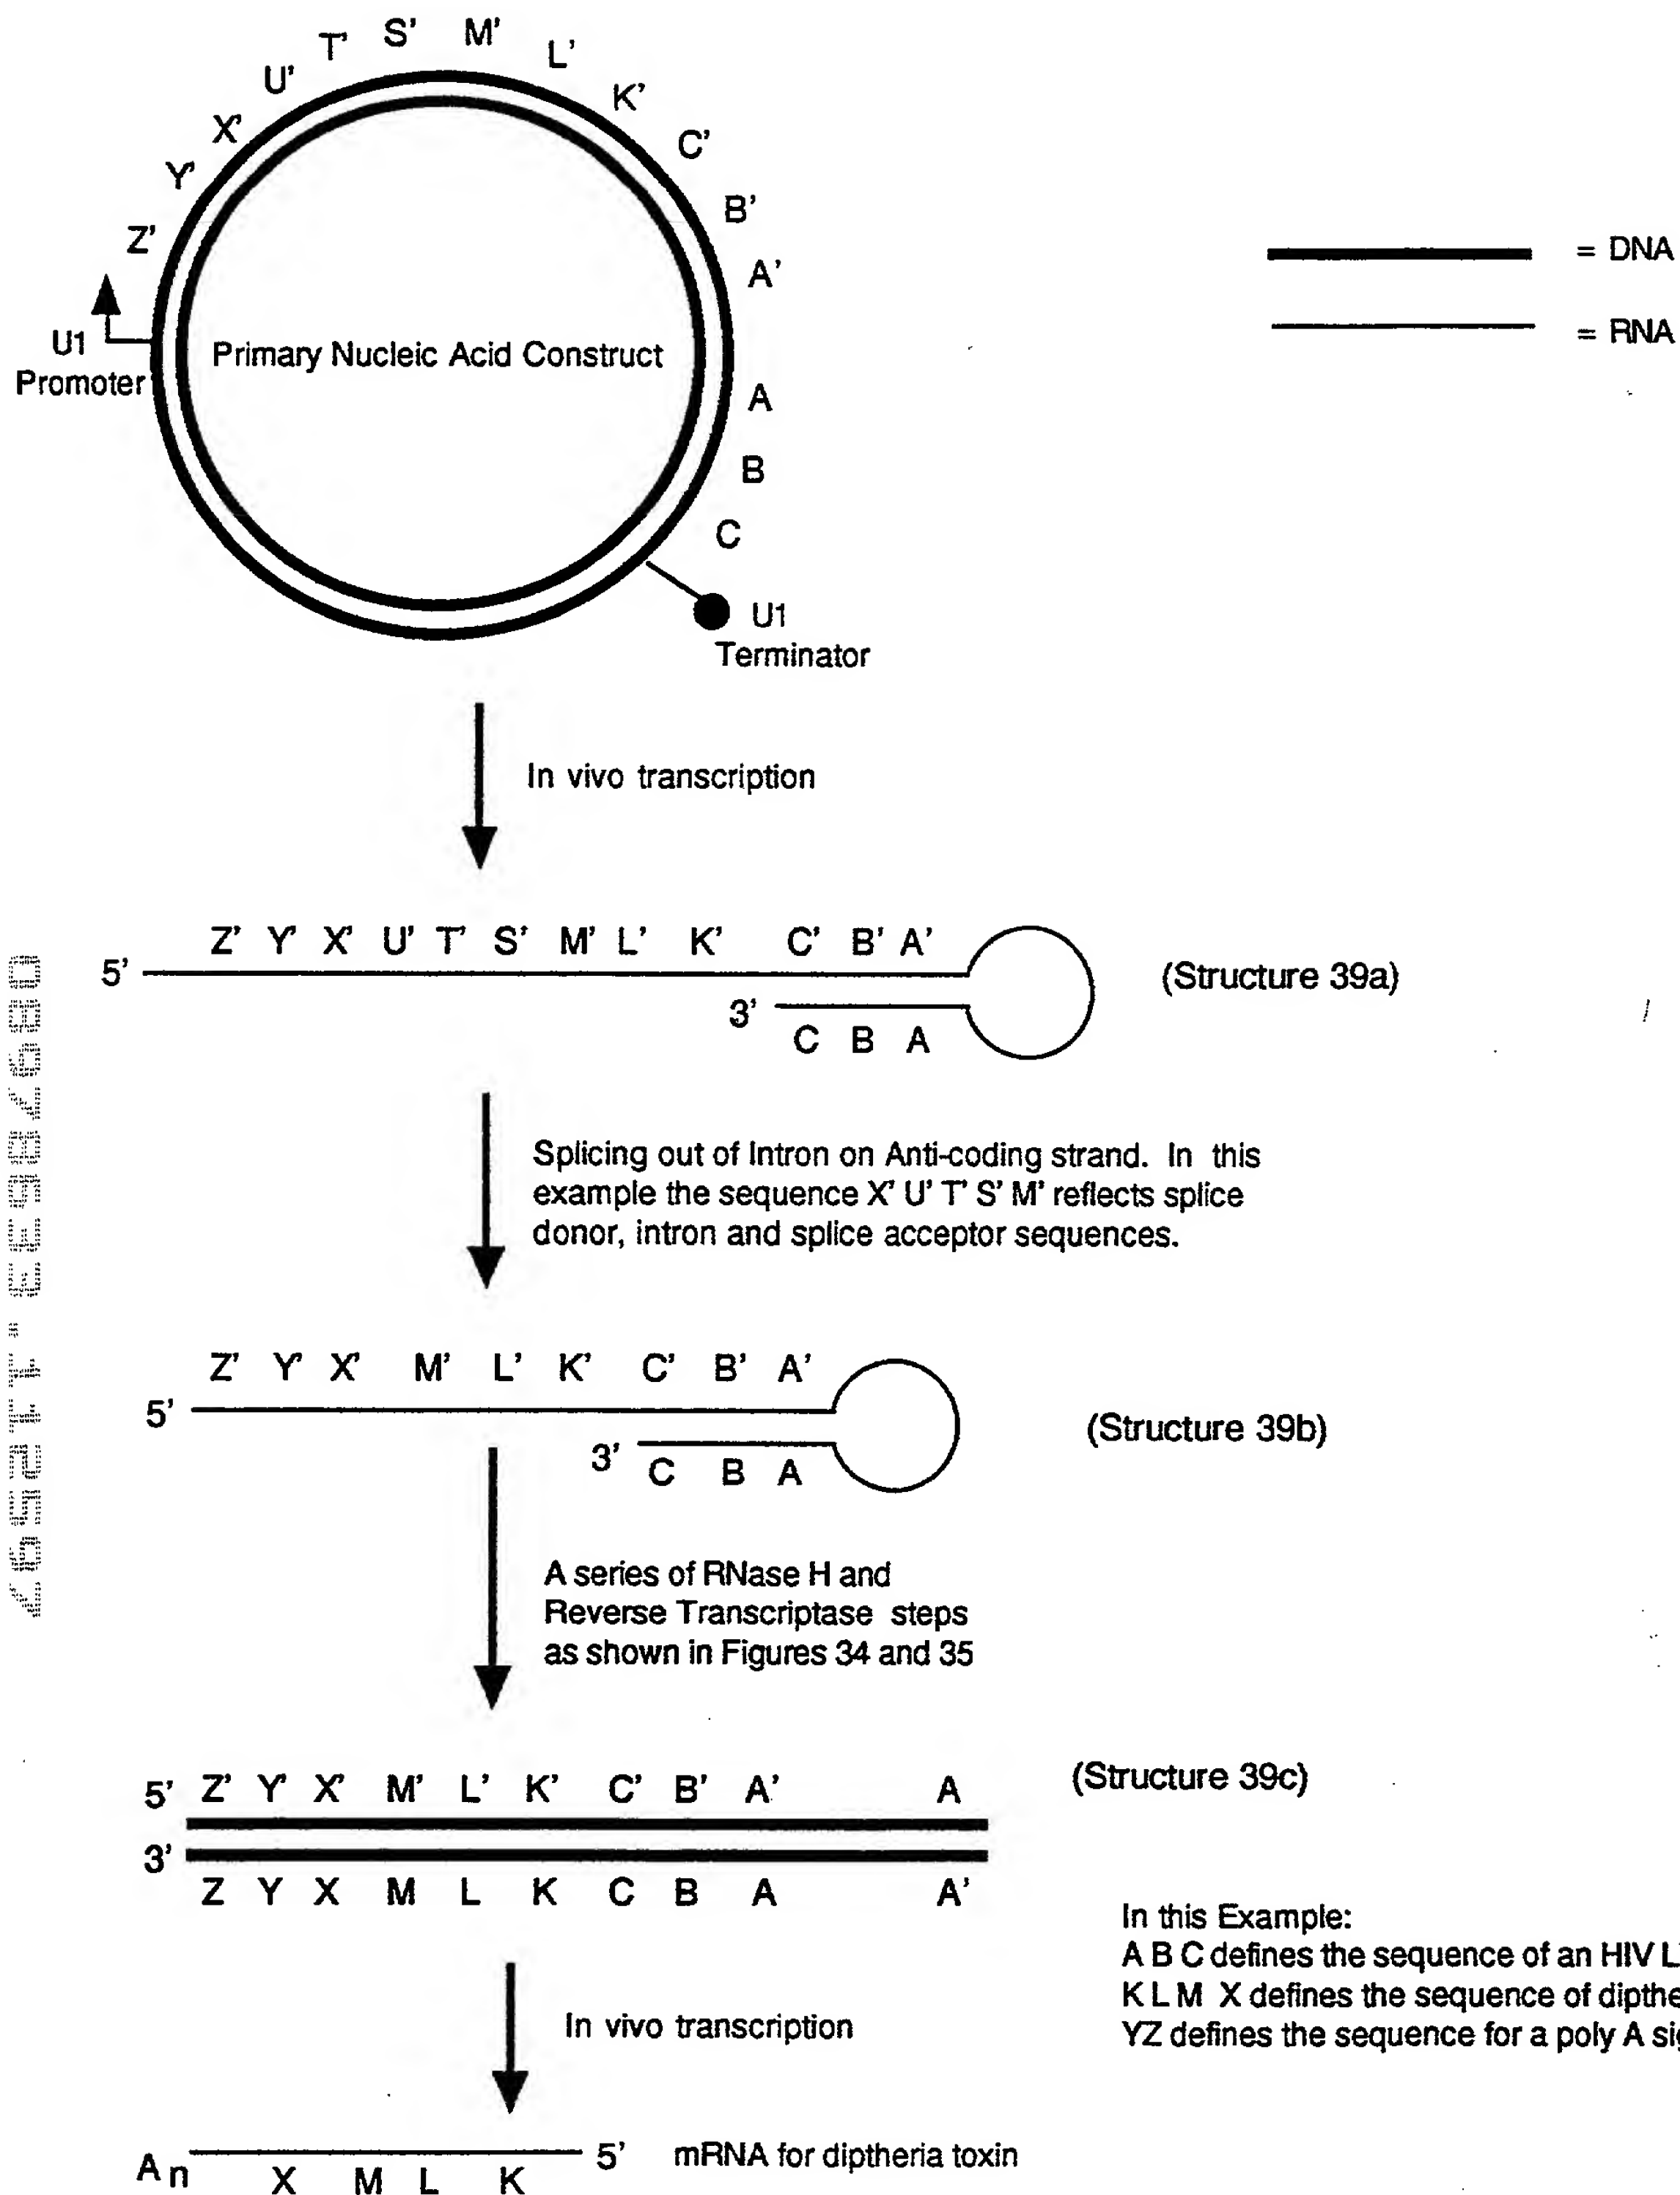 Z' Y' X' U' T' S' M' L' K' C' B' A'
A B C
U1
Promoter
Primary Nucleic Acid Construct
= DNA
= RNA
U1
Terminator
In vivo transcription
Z' Y' X' U' T' S' M' L' K' C' B' A'
5'
(Structure 39a)
3'
C B A
Splicing out of Intron on Anti-coding strand. In this
example the sequence X' U' T' S' M' reflects splice
donor, intron and splice acceptor sequences.
Z' Y' X' M' L' K' C' B' A'
5'
(Structure 39b)
3'
C B A
A series of RNase H and
Reverse Transcriptase steps
as shown in Figures 34 and 35
(Structure 39c)
5' Z' Y' X' M' L' K' C' B' A' A
3'
Z Y X M L K C B A A'
In this Example:
A B C defines the sequence of an HIV
K L M X defines the sequence of
YZ defines the sequence for a poly A
In vivo transcription
An 5' mRNA for diptheria toxin
X M L K